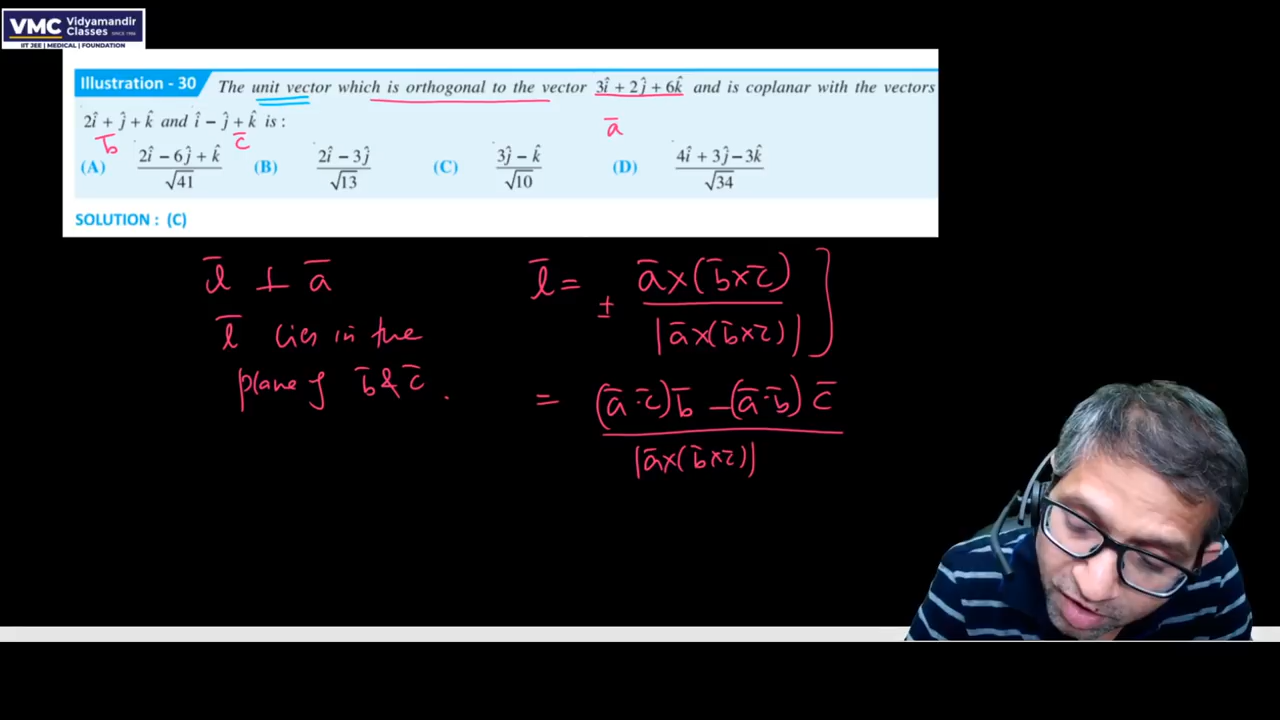 VMC Vidyamandir
Classes
SINCE 1986
IIT JEE | MEDICAL | FOUNDATION
Illustration - 30 The unit vector which is orthogonal to the vector 3î + 2ĵ + 6k̂ and is coplanar with the vectors
2î + ĵ + k̂ and î − ĵ + k̂ is :
a̅
b̅ c̅
(A) 2î − 6ĵ + k̂ / √41 (B) 2î − 3ĵ / √13 (C) 3ĵ − k̂ / √10 (D) 4î + 3ĵ − 3k̂ / √34
SOLUTION : (C)
l̅ ⊥ a̅
l̅ lies in the
plane of b̅ & c̅ .
l̅ = ± a̅×(b̅×c̅) / |a̅×(b̅×c̅)| ]
= (a̅·c̅)b̅ − (a̅·b̅)c̅ / |a̅×(b̅×c̅)|